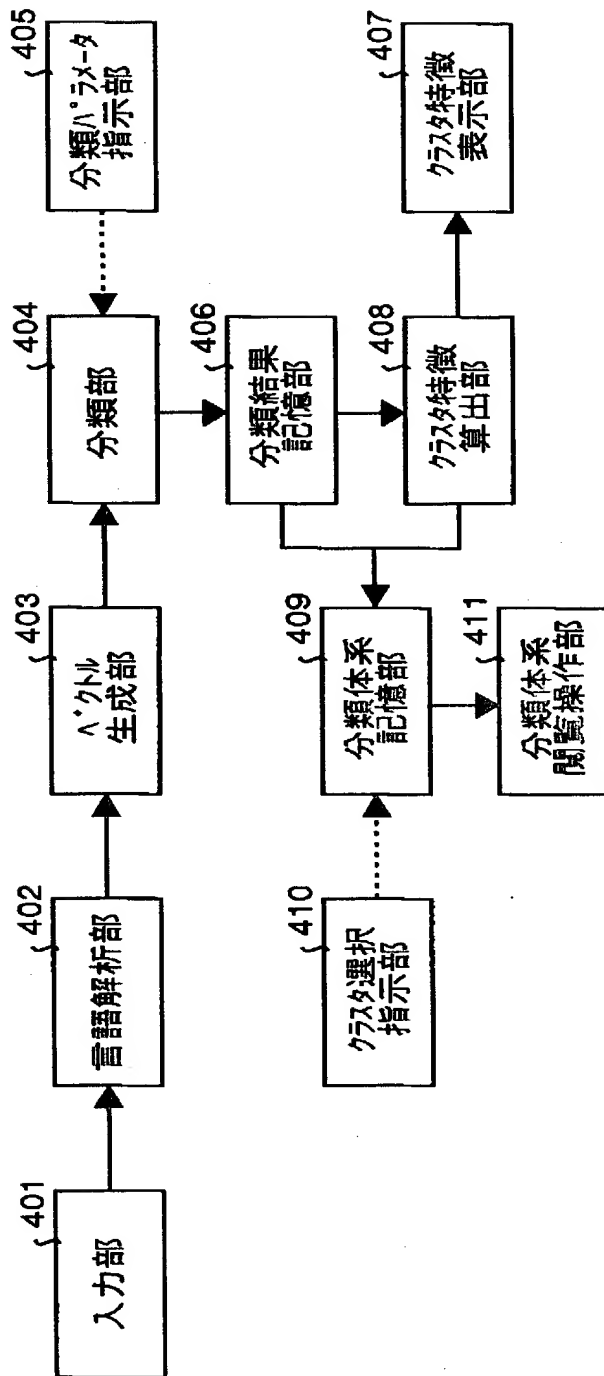 401
入力部
402
言語解析部
403
ベクトル
生成部
404
分類部
405
分類パラメータ
指示部
406
分類結果
記憶部
408
クラスタ特徴
算出部
407
クラスタ特徴
表示部
409
分類体系
記憶部
410
クラスタ選択
指示部
411
分類体系
閲覧操作部